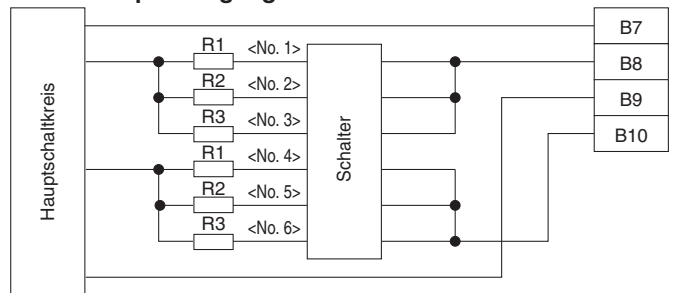 R1 <No. 1>
R2 <No. 2>
R3 <No. 3>
R1 <No. 4>
R2 <No. 5>
R3 <No. 6>
Hauptschaltkreis
Schalter
B7
B8
B9
B10